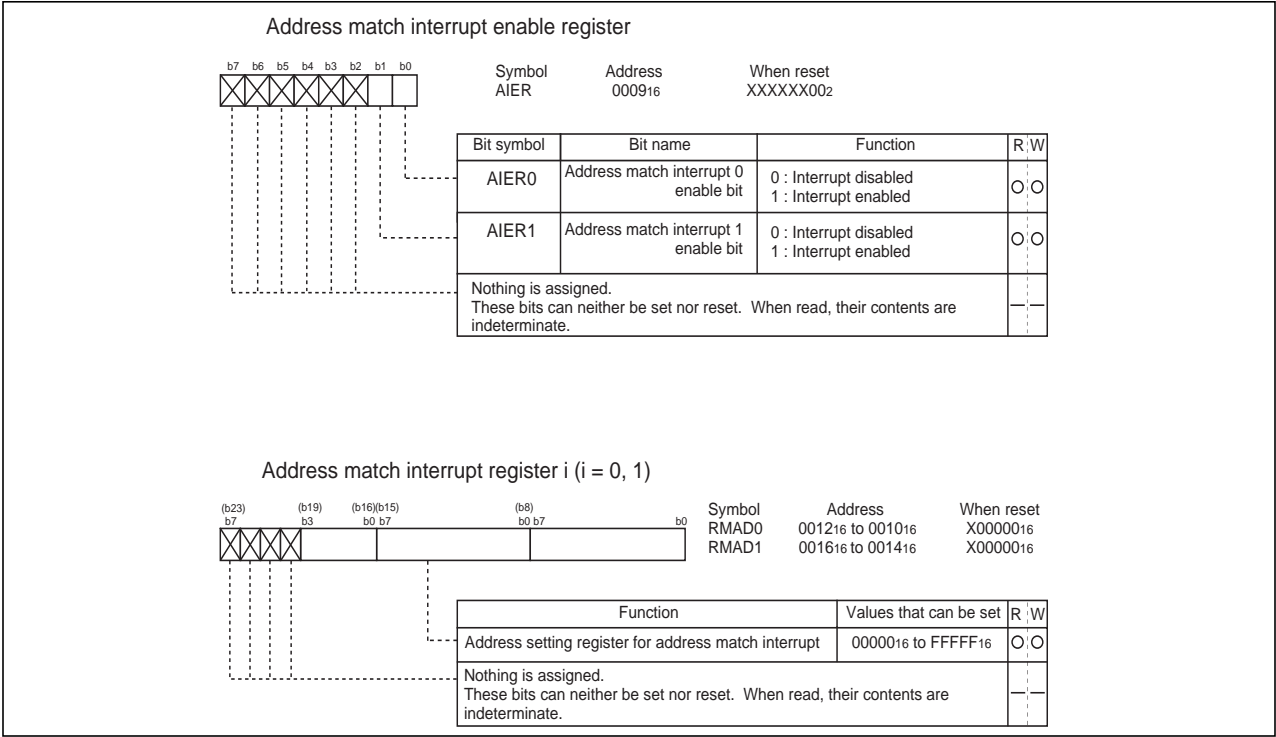 Address match interrupt enable register
b7 b6 b5 b4 b3 b2 b1 b0
Symbol Address When reset
AIER 000916 XXXXXX002
Bit symbol Bit name Function R W
AIER0 Address match interrupt 0 enable bit 0 : Interrupt disabled
1 : Interrupt enabled
AIER1 Address match interrupt 1 enable bit 0 : Interrupt disabled
1 : Interrupt enabled
Nothing is assigned.
These bits can neither be set nor reset. When read, their contents are
indeterminate.
Address match interrupt register i (i = 0, 1)
(b23) (b19) (b16)(b15) (b8)
b7 b3 b0 b7 b0 b7 b0
Symbol Address When reset
RMAD0 001216 to 001016 X0000016
RMAD1 001616 to 001416 X0000016
Function Values that can be set R W
Address setting register for address match interrupt 0000016 to FFFFF16
Nothing is assigned.
These bits can neither be set nor reset. When read, their contents are
indeterminate.